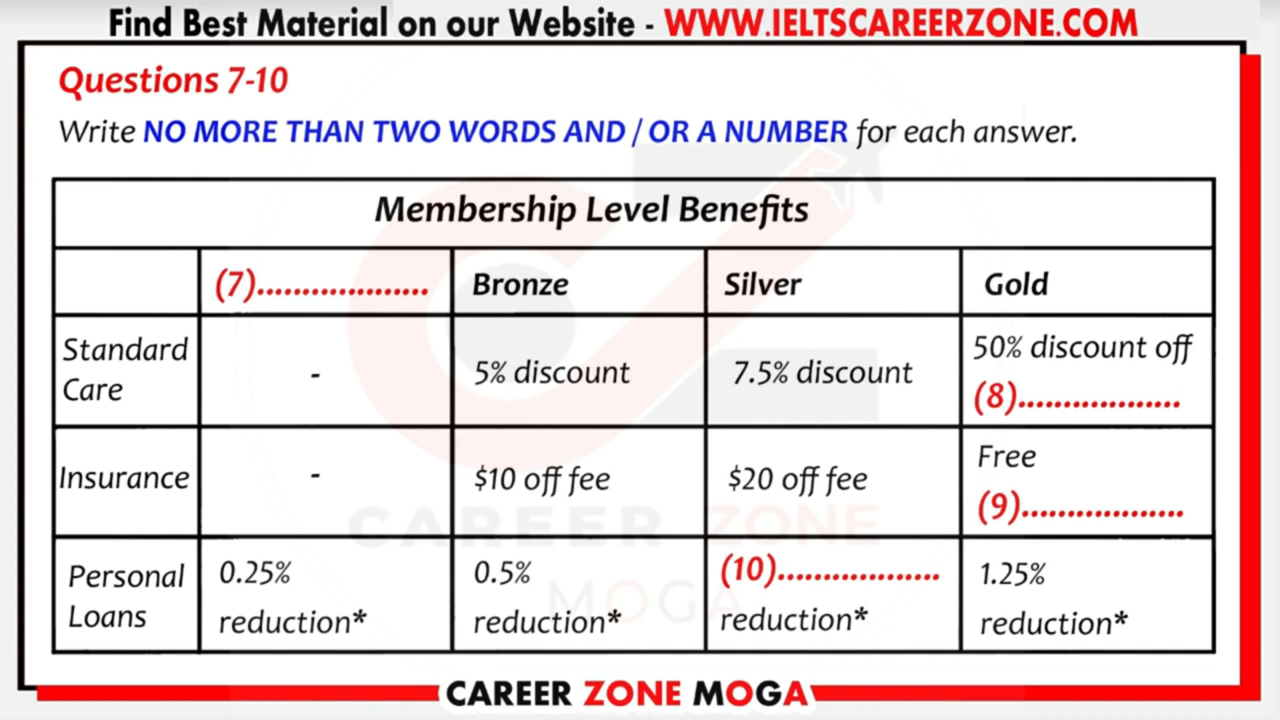 Find Best Material on our Website - WWW.IELTSCAREERZONE.COM
Questions 7-10
Write NO MORE THAN TWO WORDS AND / OR A NUMBER for each answer.
Membership Level Benefits
(7)................... Bronze Silver Gold
Standard Care - 5% discount 7.5% discount 50% discount off (8)..................
Insurance - $10 off fee $20 off fee Free (9)..................
Personal Loans 0.25% reduction* 0.5% reduction* (10).................. reduction* 1.25% reduction*
CAREER ZONE
MOGA
CAREER ZONE MOGA